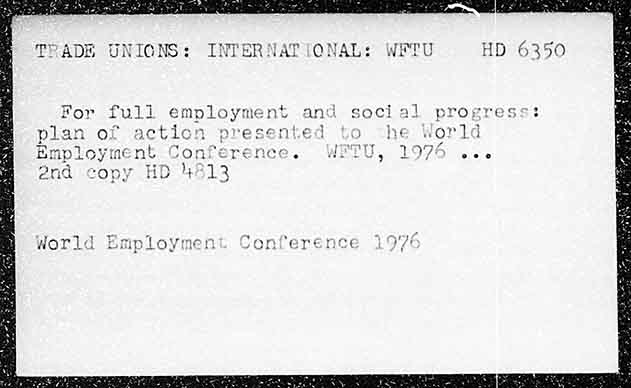 TRADE UNIONS: INTERNATIONAL: WFTU HD 6350
For full employment and social progress:
plan of action presented to the World
Employment Conference. WFTU, 1976 ...
2nd copy HD 4813
World Employment Conference 1976